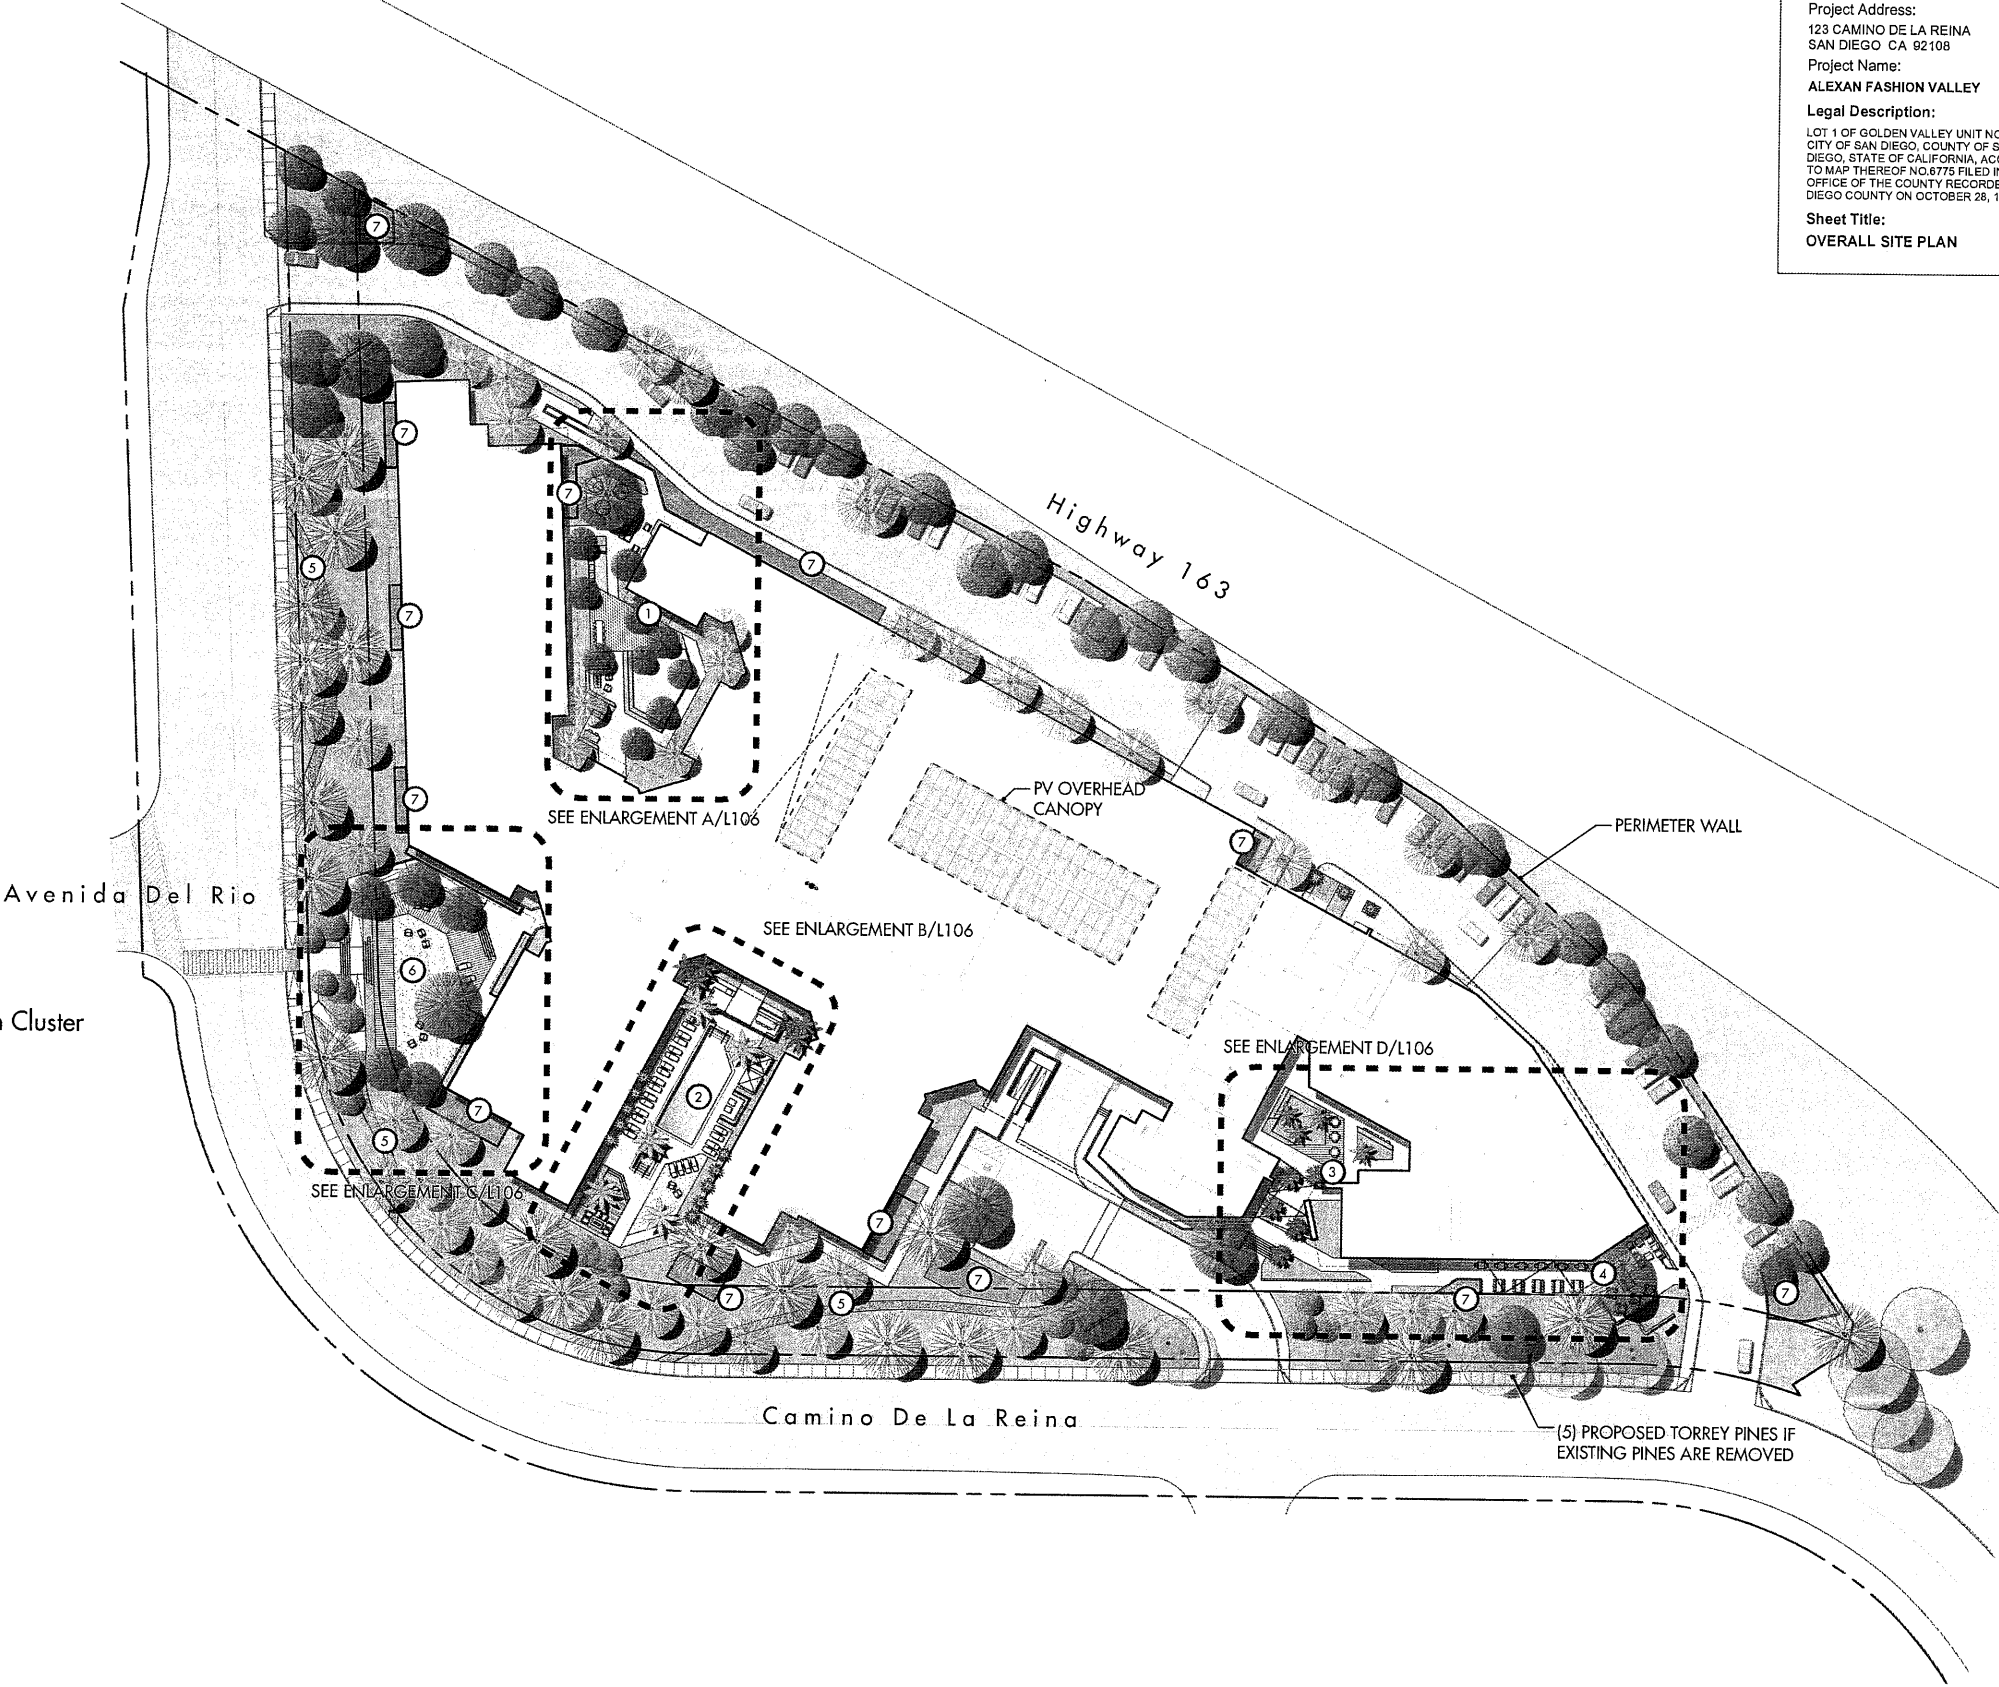 Project Address:
123 CAMINO DE LA REINA
SAN DIEGO CA 92108
Project Name:
ALEXAN FASHION VALLEY
Legal Description:
LOT 1 OF GOLDEN VALLEY UNIT
CITY OF SAN DIEGO, COUNTY OF
DIEGO, STATE OF CALIFORNIA,
TO MAP THEREOF NO.6775 FILED
OFFICE OF THE COUNTY
DIEGO COUNTY ON OCTOBER 28,
Sheet Title:
OVERALL SITE PLAN
7
Highway 163
7
7
7
5
7
1
7
PV OVERHEAD
CANOPY
SEE ENLARGEMENT A/L106
PERIMETER WALL
7
Avenida Del Rio
SEE ENLARGEMENT B/L106
6
Cluster
SEE ENLARGEMENT D/L106
2
7
5
3
SEE ENLARGEMENT C/L106
7
7
4
7
7
5
7
Camino De La Reina
(5) PROPOSED TORREY PINES IF
EXISTING PINES ARE REMOVED